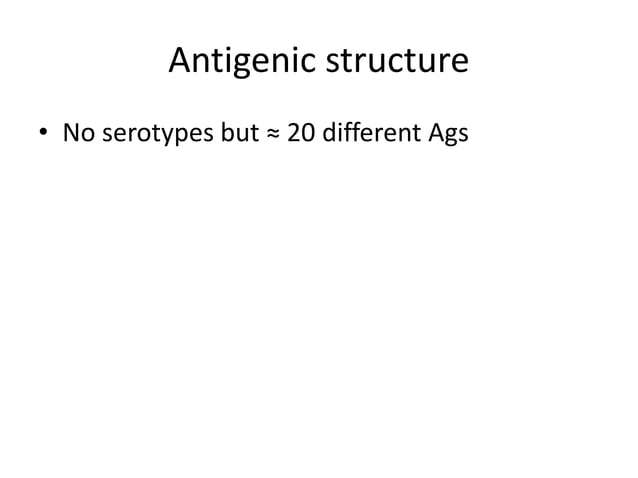 Antigenic structure
• No serotypes but ≈ 20 different Ags